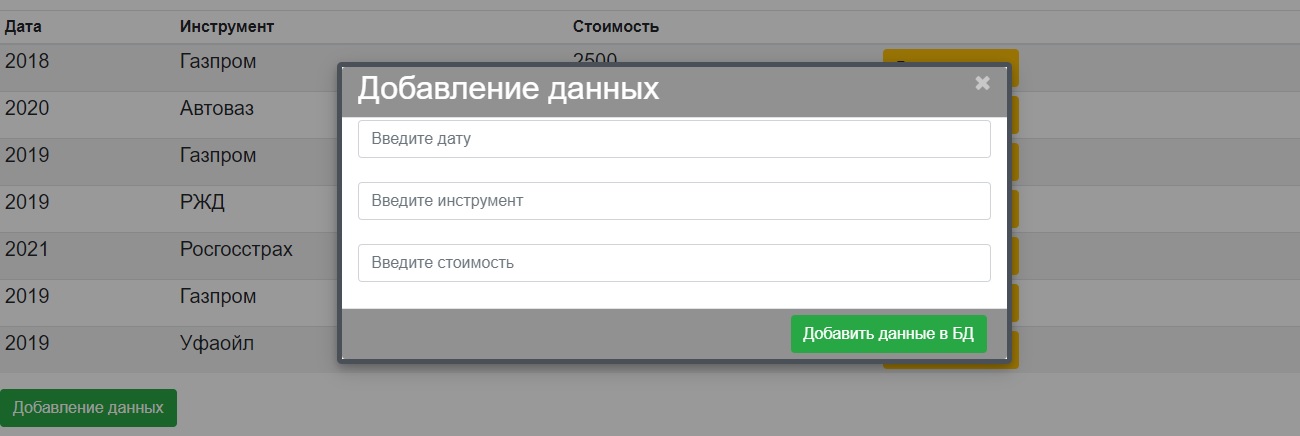 Дата Инструмент Стоимость
2018 Газпром 2500
Добавление данных ✖
2020 Автоваз
Введите дату
2019 Газпром
2019 РЖД
Введите инструмент
2021 Росгосстрах
Введите стоимость
2019 Газпром
2019 Уфаойл
Добавить данные в БД
Добавление данных